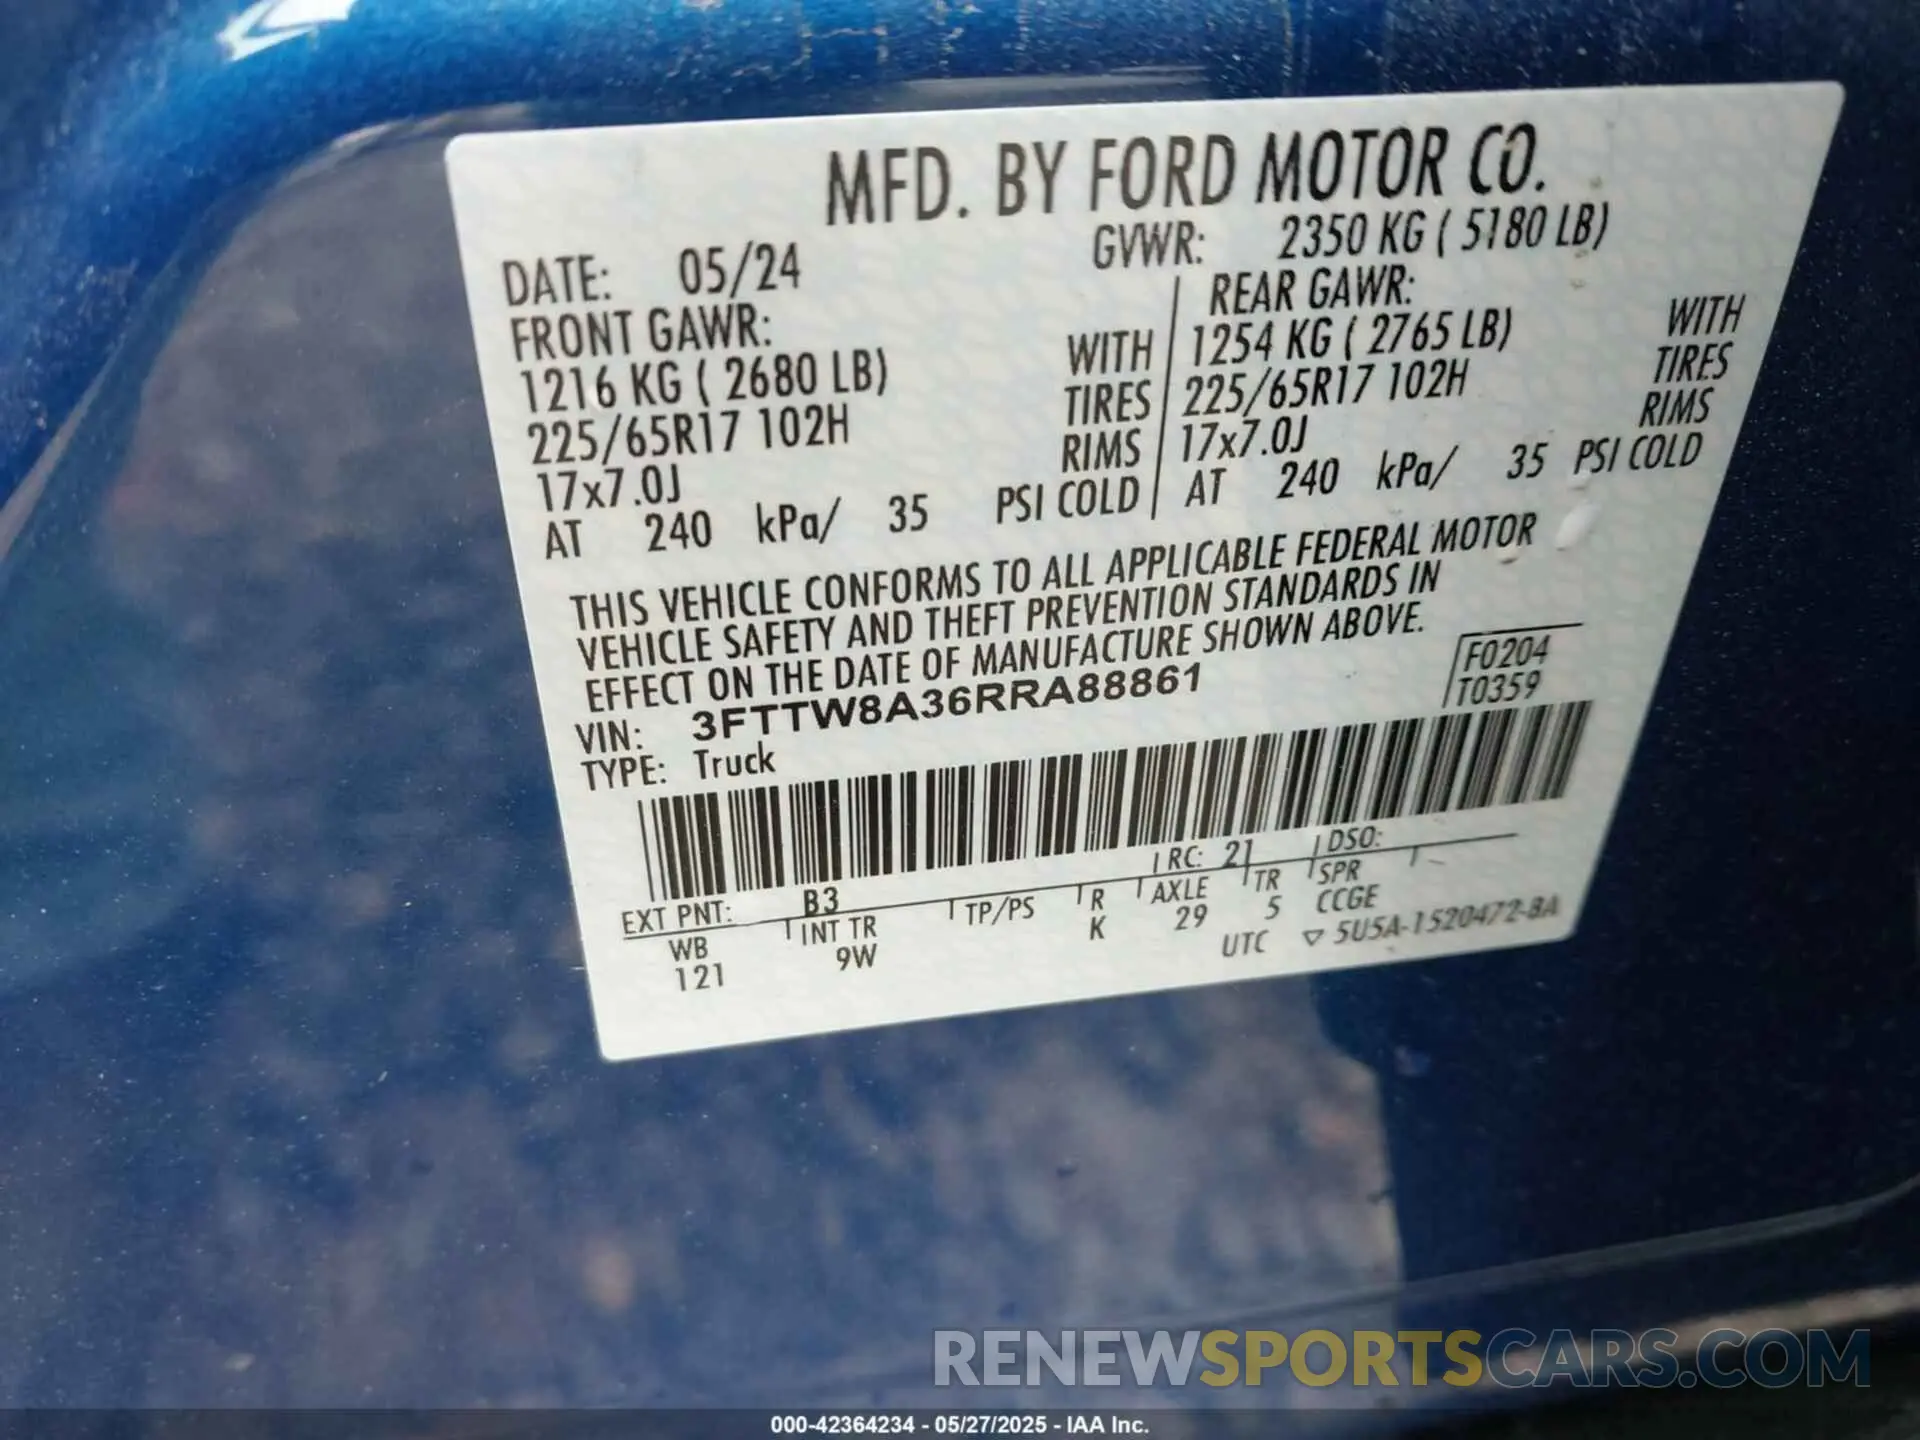 MFD. BY FORD MOTOR CO.
DATE: 05/24 GVWR: 2350 KG ( 5180 LB)
FRONT GAWR: REAR GAWR:
1216 KG ( 2680 LB) WITH 1254 KG ( 2765 LB) WITH
225/65R17 102H TIRES 225/65R17 102H TIRES
17x7.0J RIMS 17x7.0J RIMS
AT 240 kPa/ 35 PSI COLD AT 240 kPa/ 35 PSI COLD
THIS VEHICLE CONFORMS TO ALL APPLICABLE FEDERAL MOTOR
VEHICLE SAFETY AND THEFT PREVENTION STANDARDS IN
EFFECT ON THE DATE OF MANUFACTURE SHOWN ABOVE.
VIN: 3FTTW8A36RRA88861 F0204
TYPE: Truck T0359
EXT PNT: B3 RC: 21 DSO:
WB INT TR TP/PS R AXLE TR SPR
121 9W K 29 5 CCGE
UTC ▽ 5U5A-1520472-BA
RENEWSPORTSCARS.COM
000-42364234 - 05/27/2025 - IAA Inc.